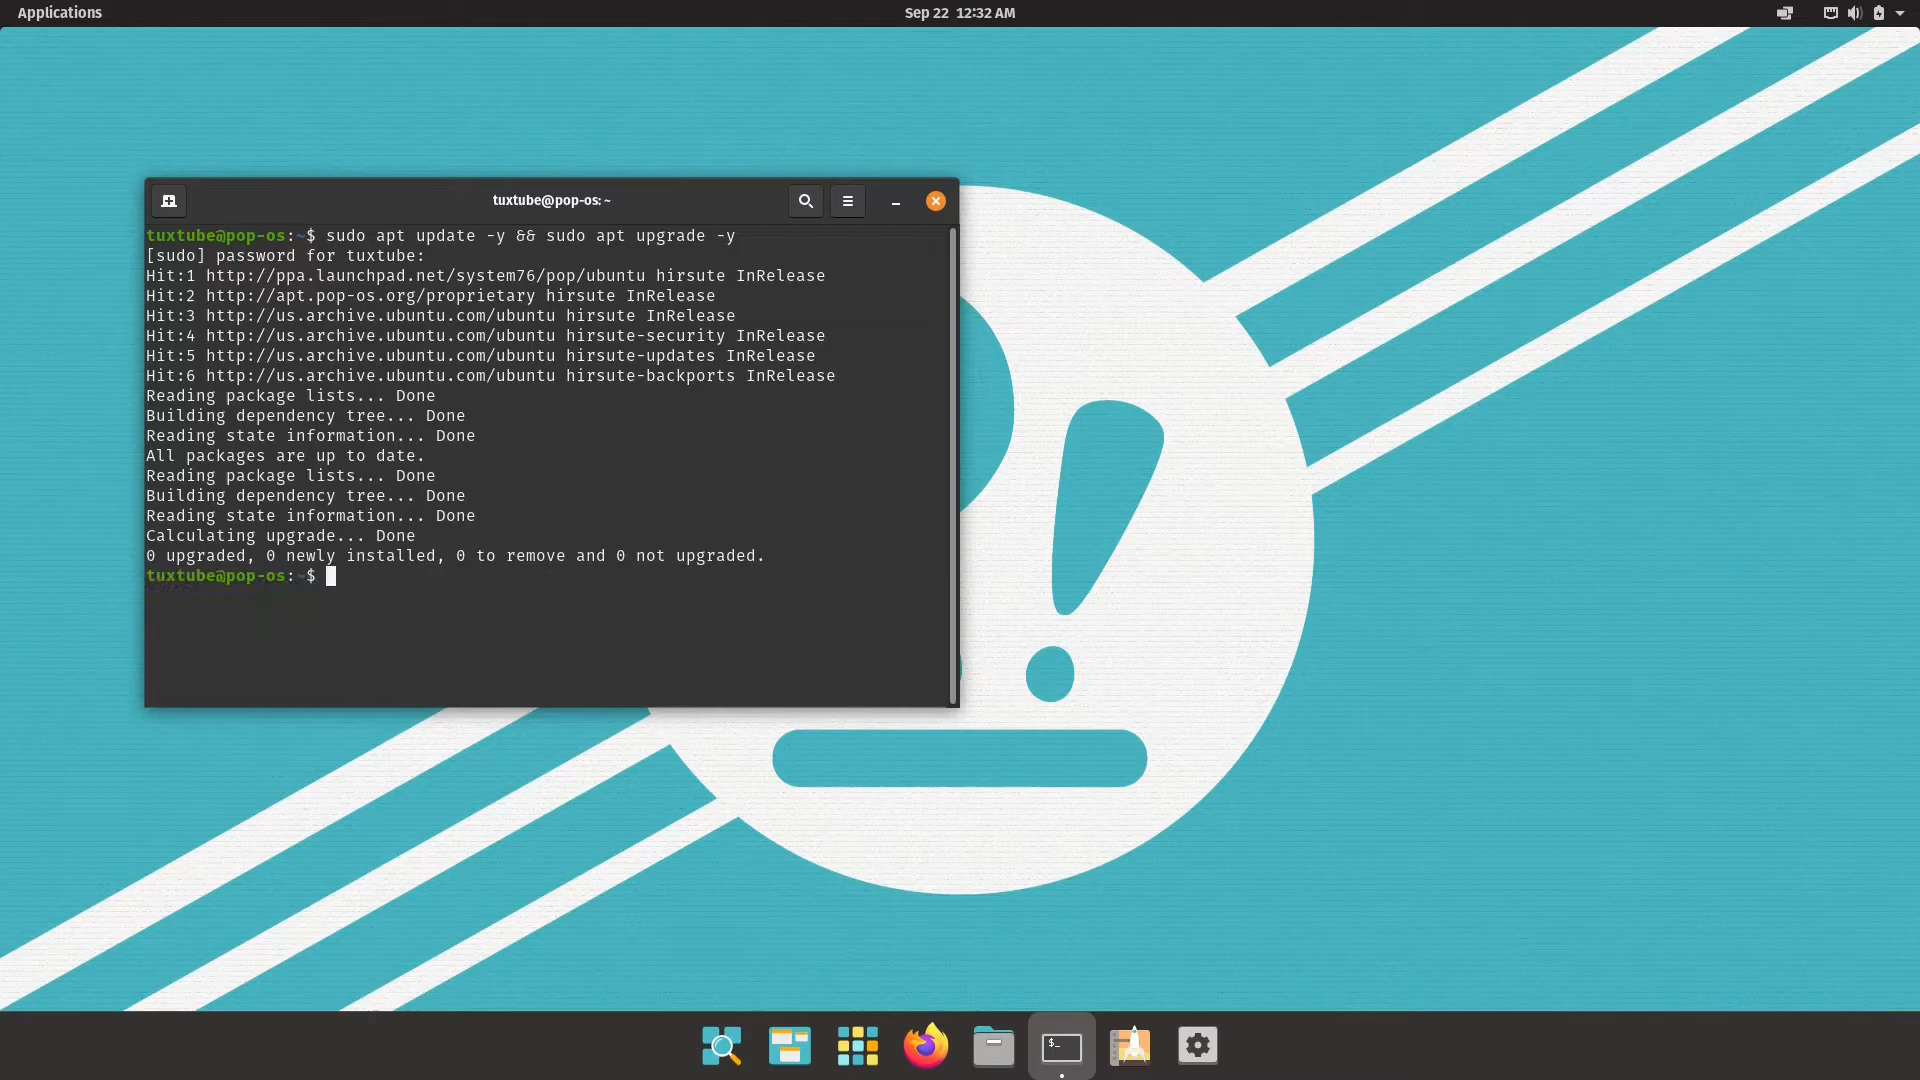 Applications
Sep 22 12:32 AM
tuxtube@pop-os: ~
tuxtube@pop-os:~$ sudo apt update -y && sudo apt upgrade -y
[sudo] password for tuxtube:
Hit:1 http://ppa.launchpad.net/system76/pop/ubuntu hirsute InRelease
Hit:2 http://apt.pop-os.org/proprietary hirsute InRelease
Hit:3 http://us.archive.ubuntu.com/ubuntu hirsute InRelease
Hit:4 http://us.archive.ubuntu.com/ubuntu hirsute-security InRelease
Hit:5 http://us.archive.ubuntu.com/ubuntu hirsute-updates InRelease
Hit:6 http://us.archive.ubuntu.com/ubuntu hirsute-backports InRelease
Reading package lists... Done
Building dependency tree... Done
Reading state information... Done
All packages are up to date.
Reading package lists... Done
Building dependency tree... Done
Reading state information... Done
Calculating upgrade... Done
0 upgraded, 0 newly installed, 0 to remove and 0 not upgraded.
tuxtube@pop-os:~$
$_